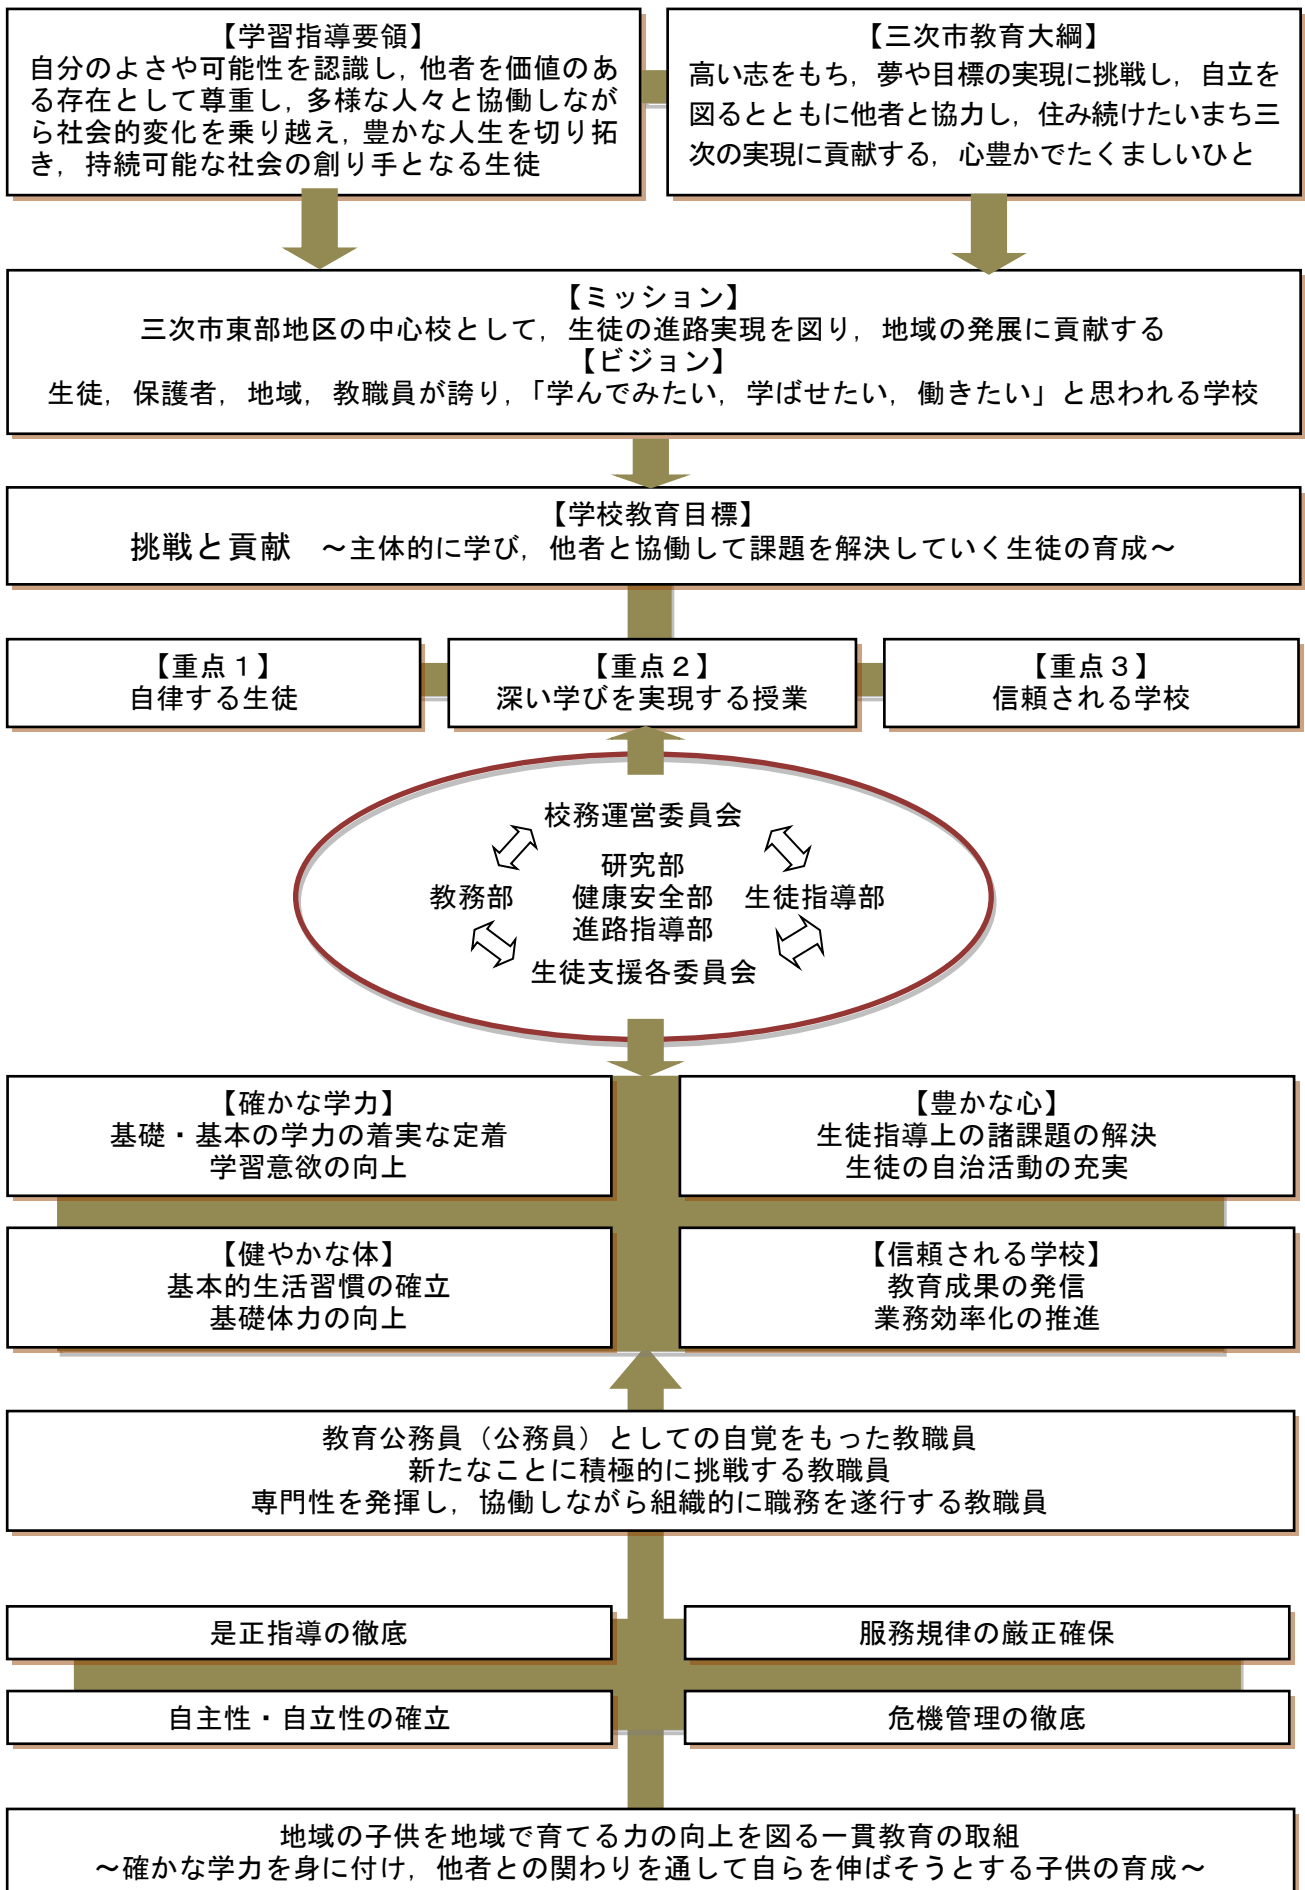 【学習指導要領】
自分のよさや可能性を認識し，他者を価値のあ
る存在として尊重し，多様な人々と協働しなが
ら社会的変化を乗り越え，豊かな人生を切り拓
き，持続可能な社会の創り手となる生徒
【三次市教育大綱】
高い志をもち，夢や目標の実現に挑戦し，自立を
図るとともに他者と協力し，住み続けたいまち三
次の実現に貢献する，心豊かでたくましいひと
【ミッション】
三次市東部地区の中心校として，生徒の進路実現を図り，地域の発展に貢献する
【ビジョン】
生徒，保護者，地域，教職員が誇り，「学んでみたい，学ばせたい，働きたい」と思われる学校
【学校教育目標】
挑戦と貢献　～主体的に学び，他者と協働して課題を解決していく生徒の育成～
【重点１】
自律する生徒
【重点２】
深い学びを実現する授業
【重点３】
信頼される学校
校務運営委員会
研究部
教務部　健康安全部　生徒指導部
進路指導部
生徒支援各委員会
【確かな学力】
基礎・基本の学力の着実な定着
学習意欲の向上
【豊かな心】
生徒指導上の諸課題の解決
生徒の自治活動の充実
【健やかな体】
基本的生活習慣の確立
基礎体力の向上
【信頼される学校】
教育成果の発信
業務効率化の推進
教育公務員（公務員）としての自覚をもった教職員
新たなことに積極的に挑戦する教職員
専門性を発揮し，協働しながら組織的に職務を遂行する教職員
是正指導の徹底
服務規律の厳正確保
自主性・自立性の確立
危機管理の徹底
地域の子供を地域で育てる力の向上を図る一貫教育の取組
～確かな学力を身に付け，他者との関わりを通して自らを伸ばそうとする子供の育成～